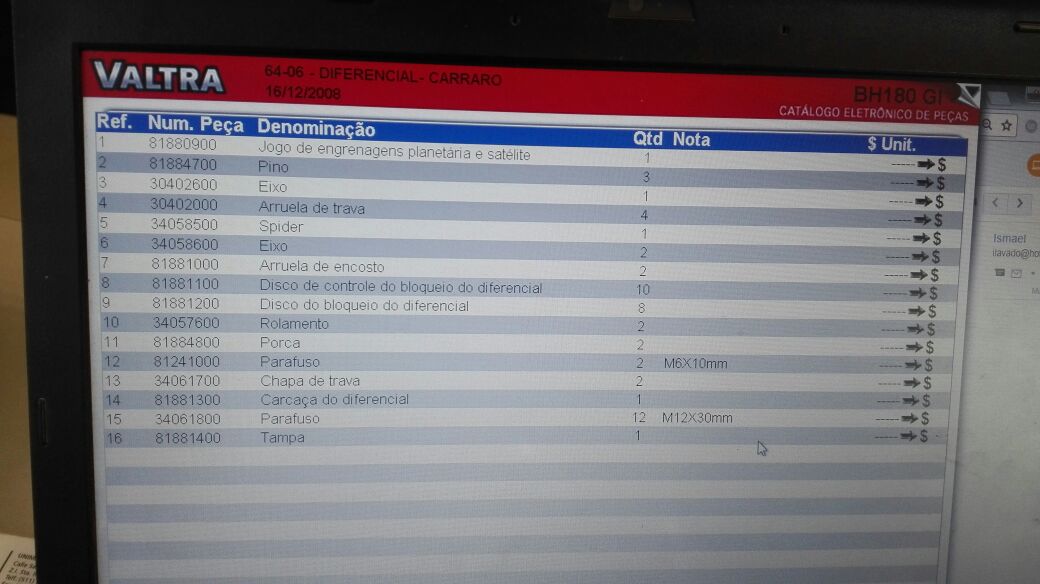 VALTRA
64-06 - DIFERENCIAL- CARRARO
16/12/2008
BH180 GI
CATÁLOGO ELETRÔNICO DE PEÇAS
Ref. Num. Peça Denominação Qtd Nota $ Unit.
1 81880900 Jogo de engrenagens planetária e satélite 1 ----- $
2 81884700 Pino 3 ----- $
3 30402600 Eixo 1 ----- $
4 30402000 Arruela de trava 4 ----- $
5 34058500 Spider 1 ----- $
6 34058600 Eixo 2 ----- $
7 81881000 Arruela de encosto 2 ----- $
8 81881100 Disco de controle do bloqueio do diferencial 10 ----- $
9 81881200 Disco do bloqueio do diferencial 8 ----- $
10 34057600 Rolamento 2 ----- $
11 81884800 Porca 2 ----- $
12 81241000 Parafuso 2 M6X10mm ----- $
13 34061700 Chapa de trava 2 ----- $
14 81881300 Carcaça do diferencial 1 ----- $
15 34061800 Parafuso 12 M12X30mm ----- $
16 81881400 Tampa 1 ----- $
Ismael